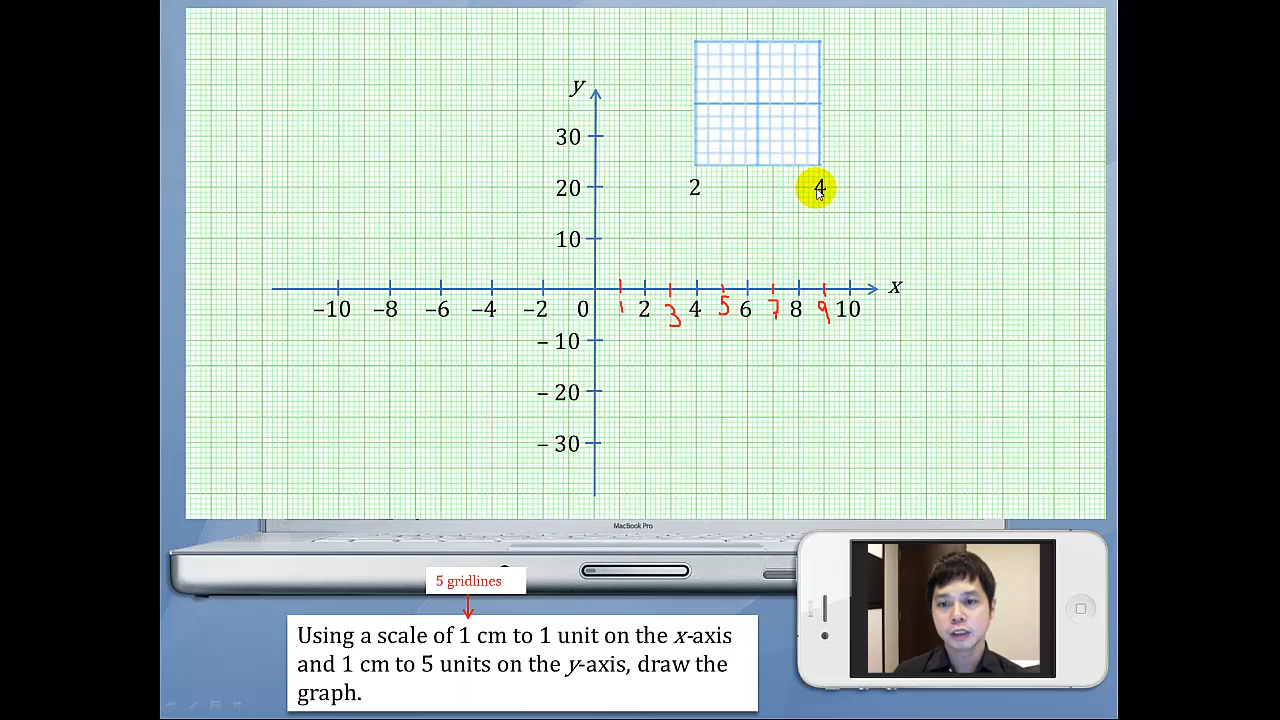 y
30
20
10
2 4
x
−10 −8 −6 −4 −2 0 2 4 6 8 10
1 3 5 7 9
− 10
− 20
− 30
MacBook Pro
5 gridlines
Using a scale of 1 cm to 1 unit on the x-axis
and 1 cm to 5 units on the y-axis, draw the
graph.